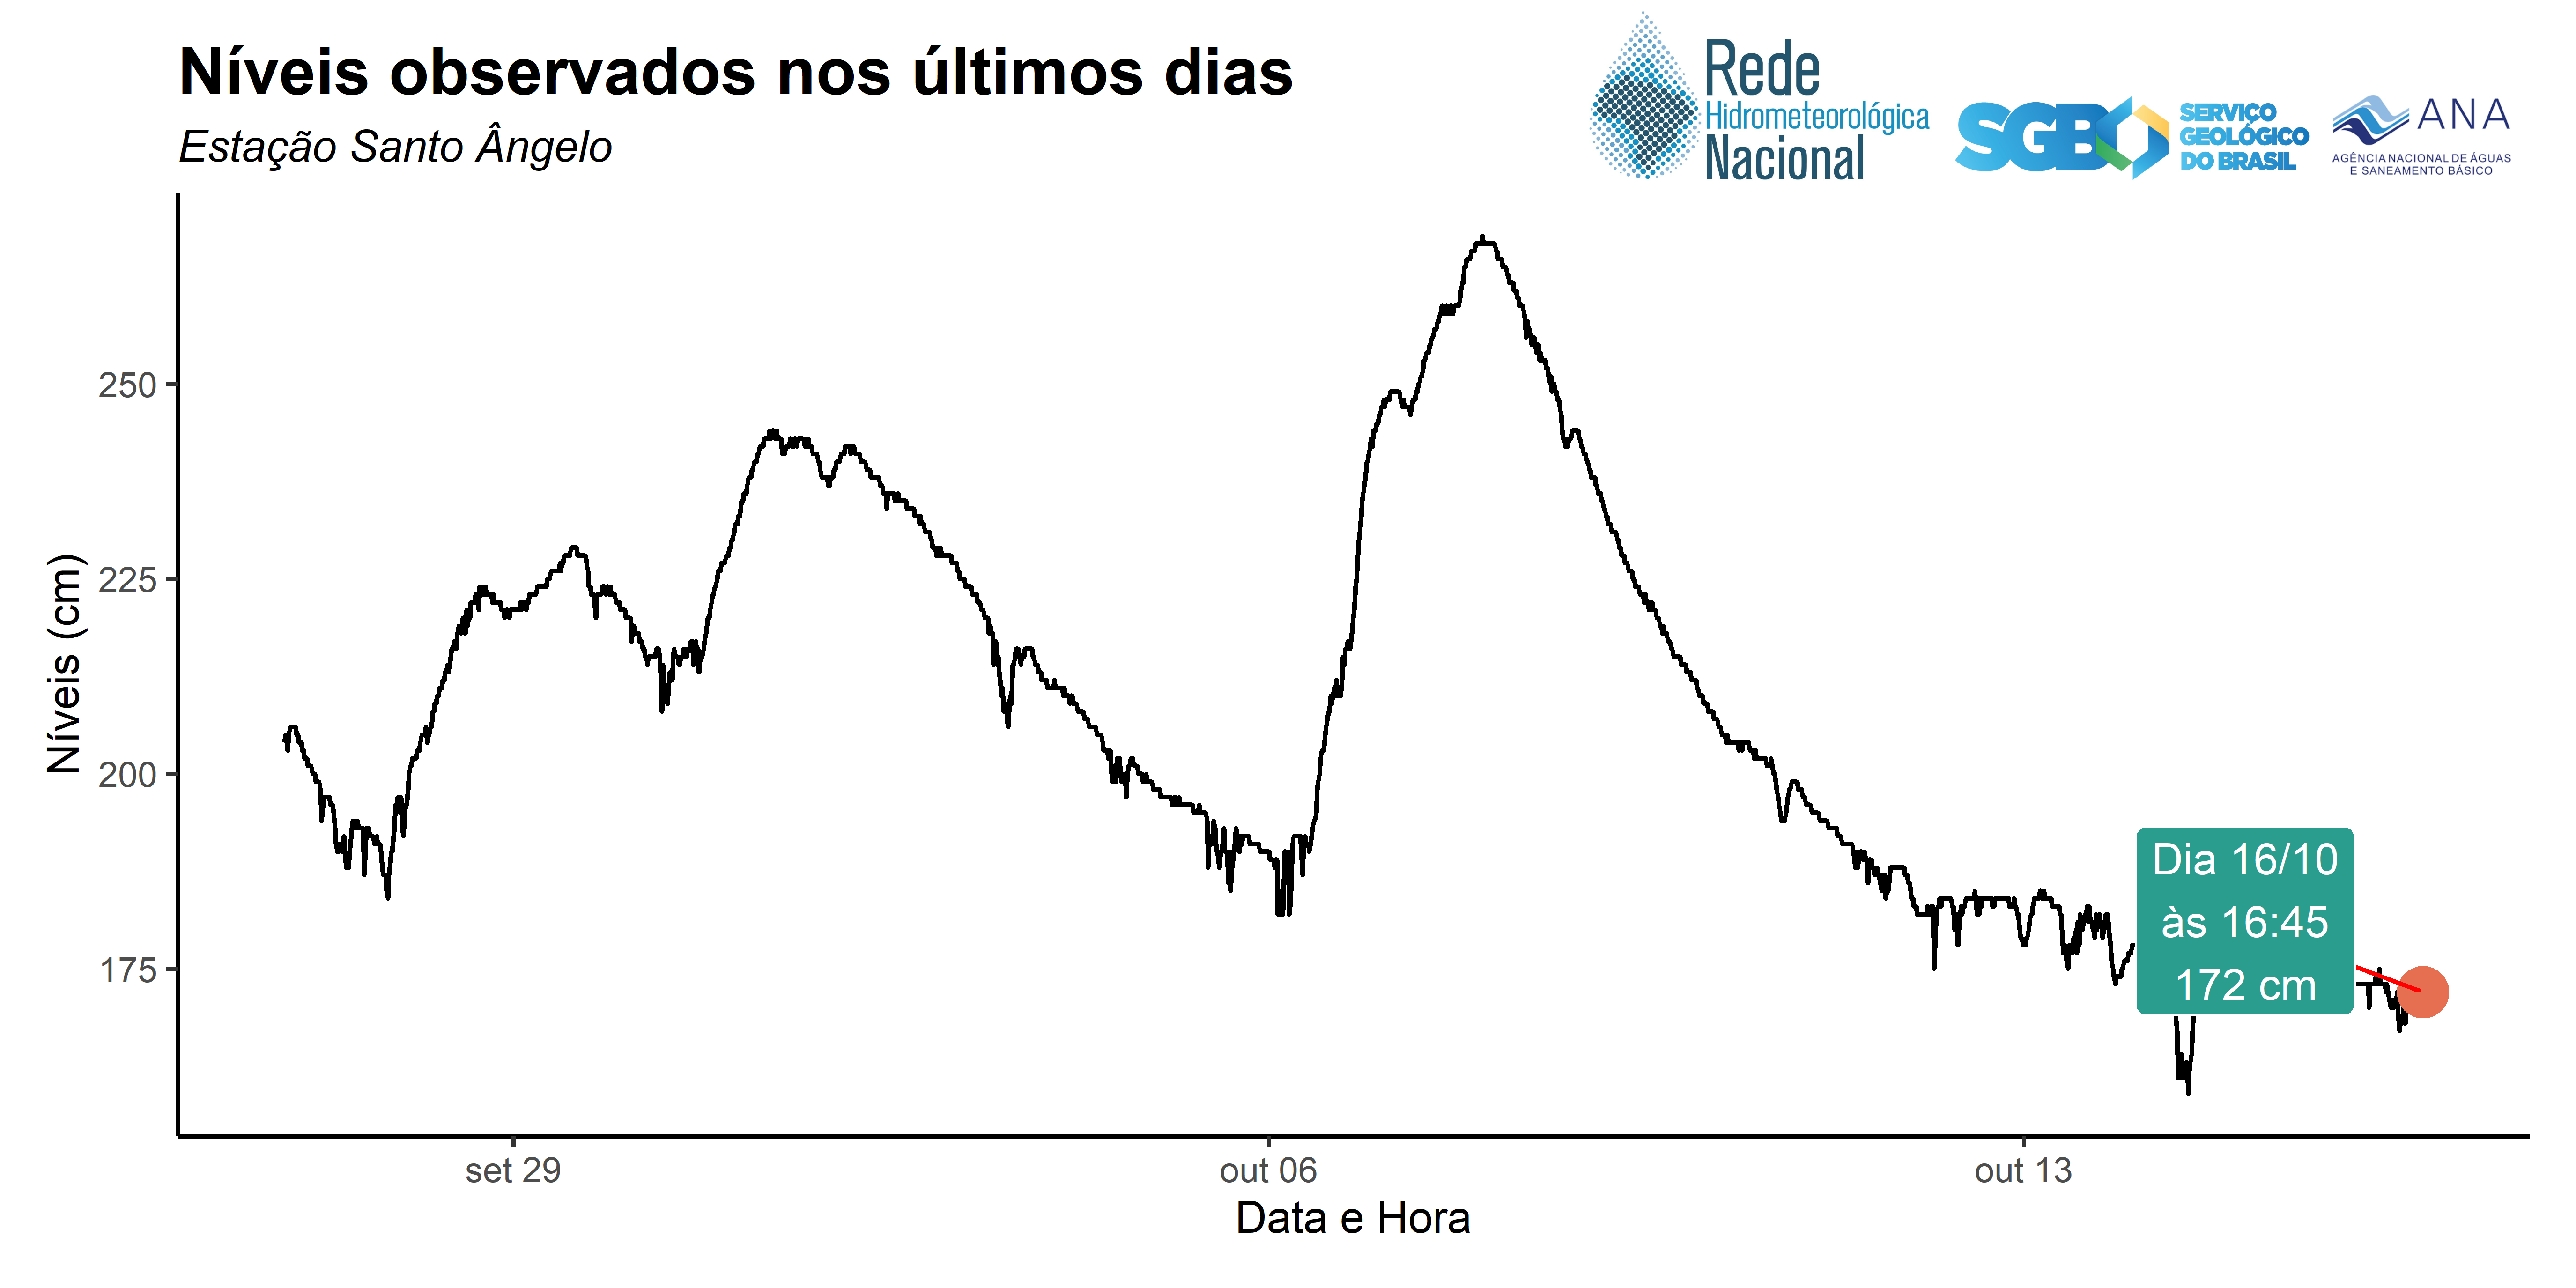 Níveis observados nos últimos dias
Estação Santo Ângelo
Rede
Hidrometeorológica
Nacional
SGB
SERVIÇO
GEOLÓGICO
DO BRASIL
ANA
AGÊNCIA NACIONAL DE ÁGUAS
E SANEAMENTO BÁSICO
Níveis (cm)
250
225
200
175
Dia 16/10
às 16:45
172 cm
set 29
out 06
out 13
Data e Hora